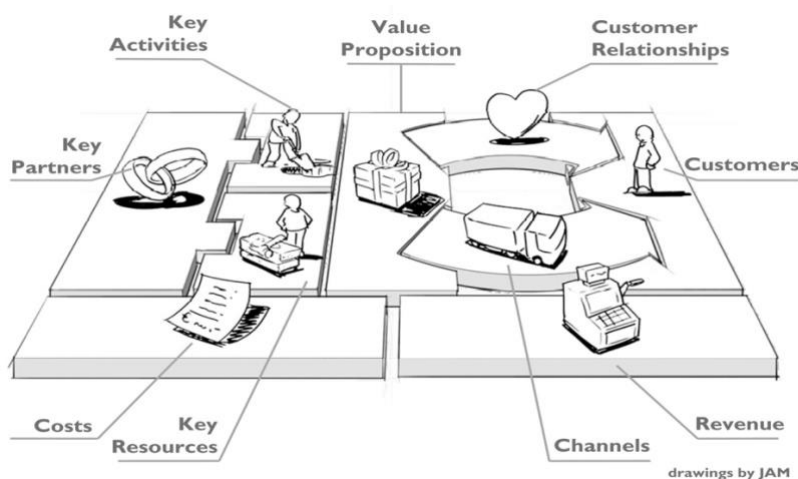 Key
Activities
Value
Proposition
Customer
Relationships
Key
Partners
Customers
Costs
Key
Resources
Channels
Revenue
drawings by JAM